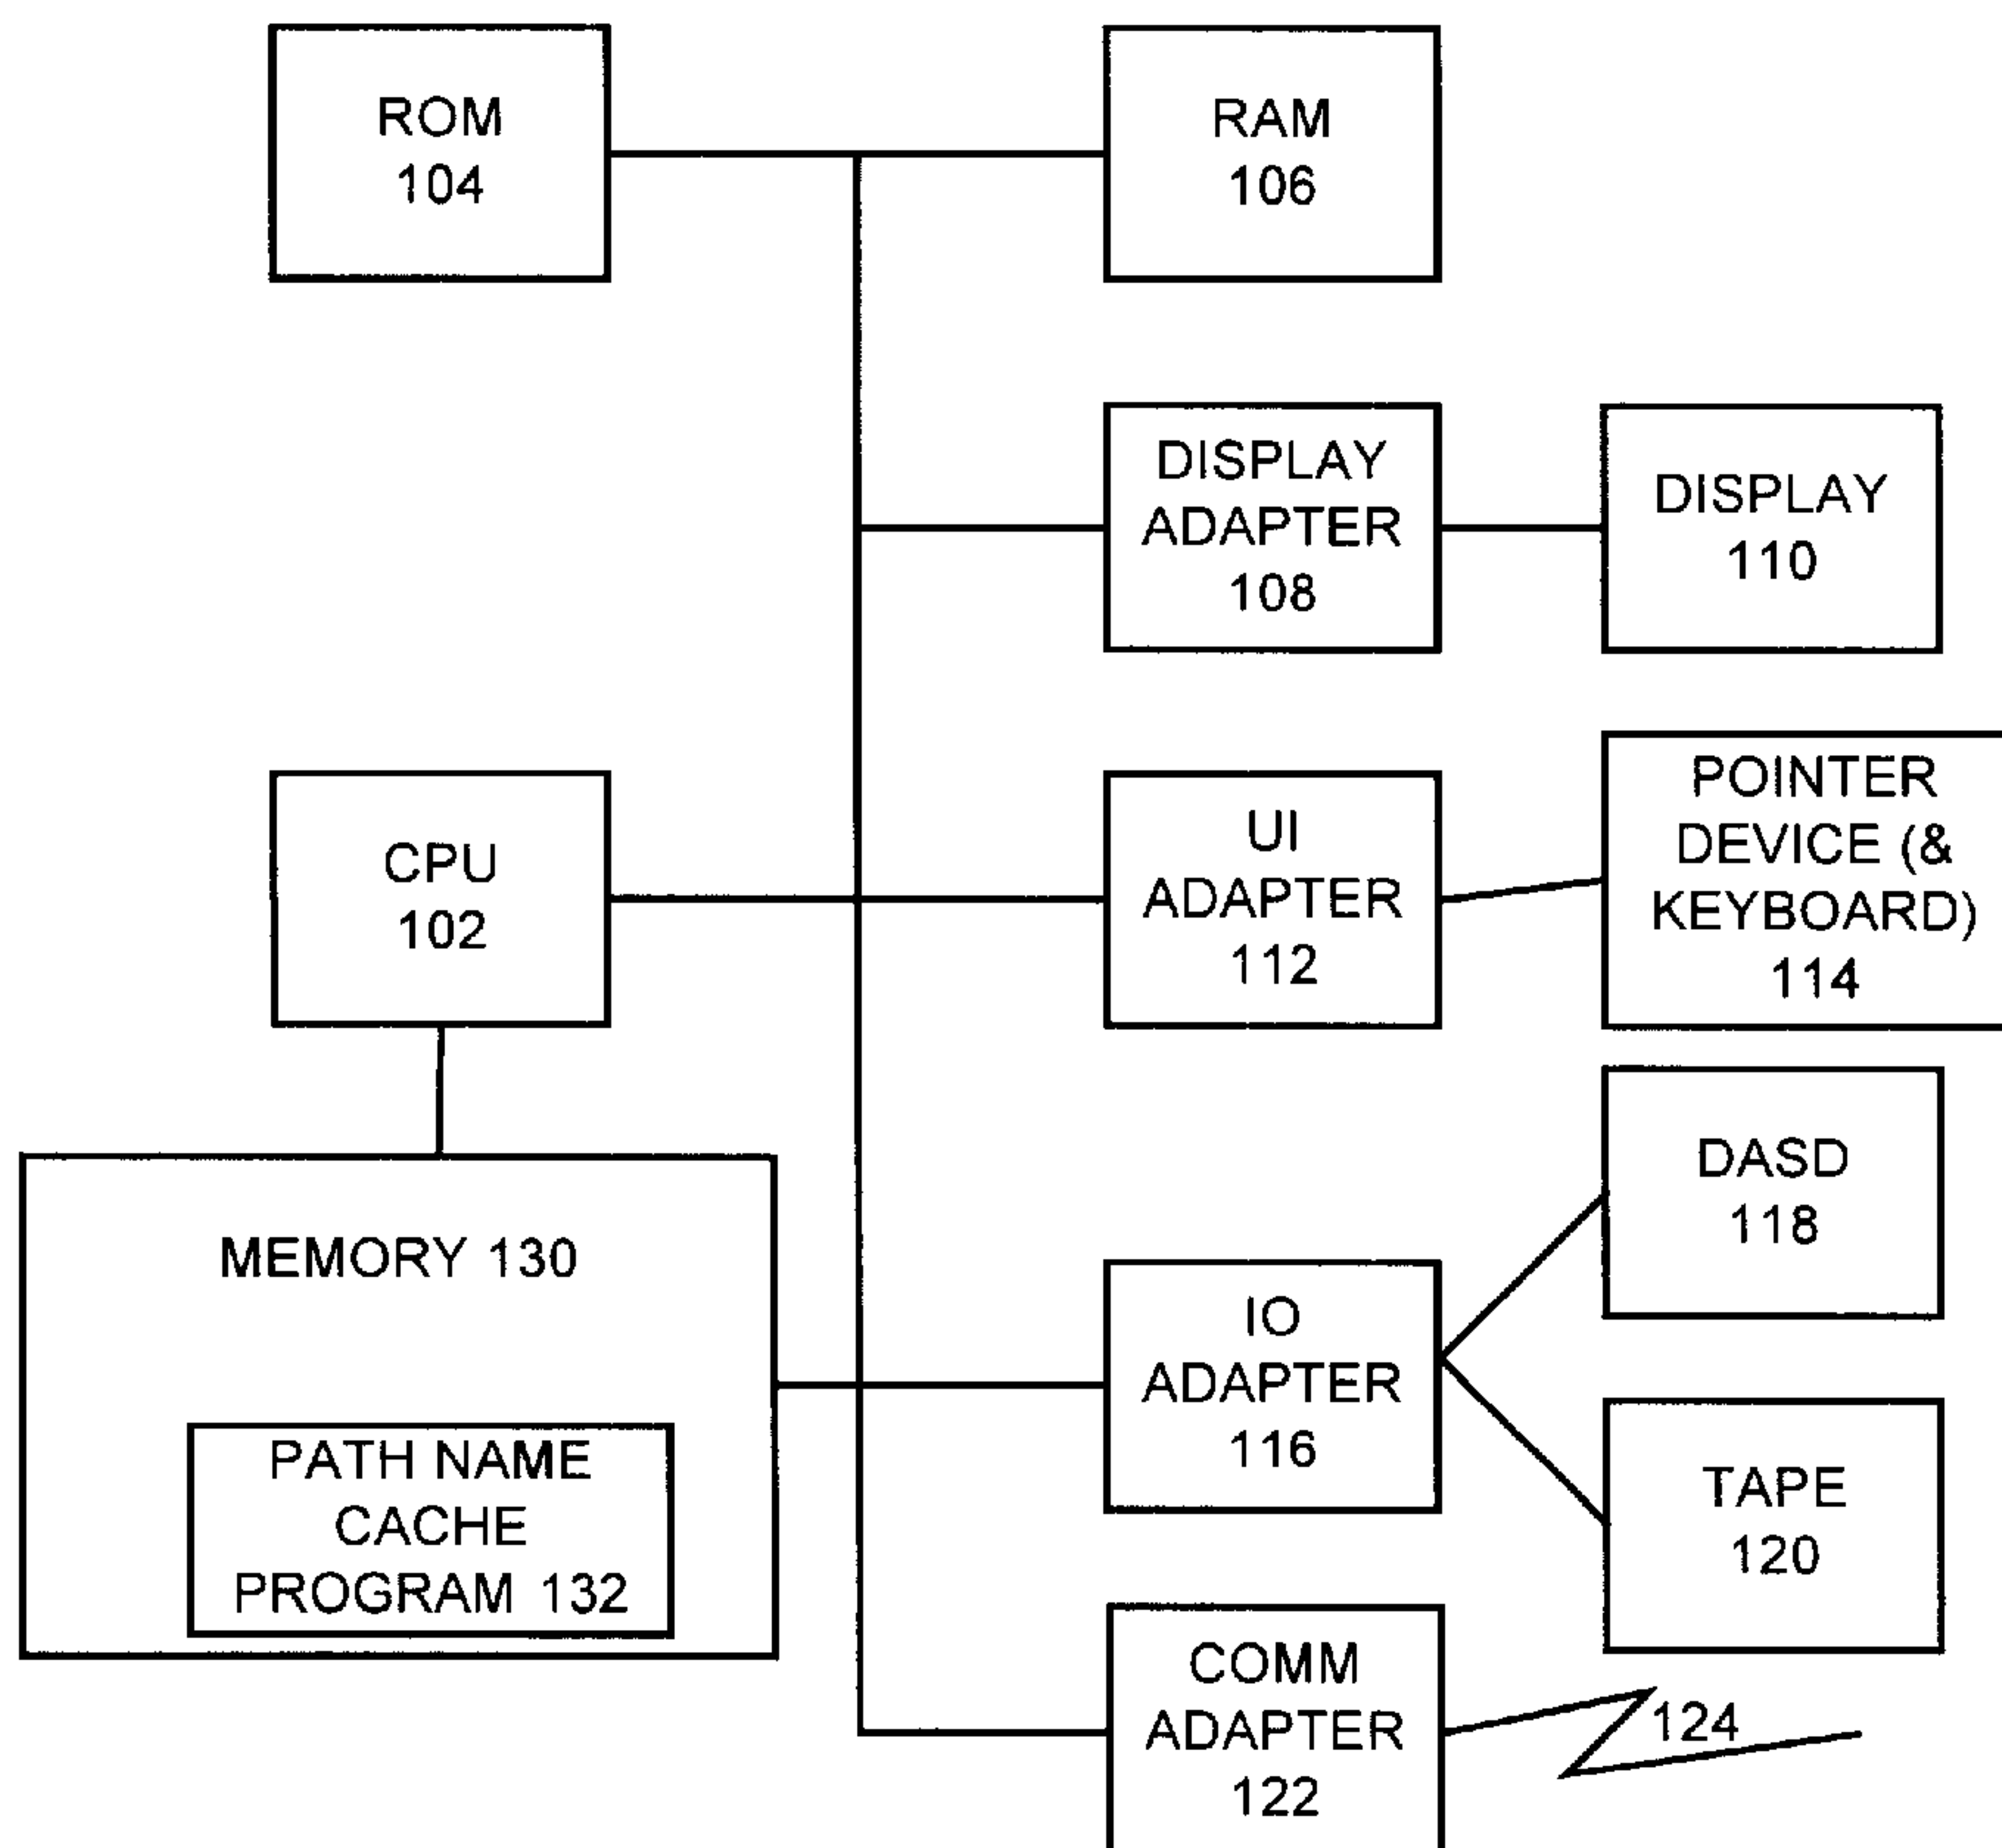 ROM
104
RAM
106
DISPLAY
ADAPTER
108
DISPLAY
110
CPU
102
UI
ADAPTER
112
POINTER
DEVICE (&
KEYBOARD)
114
MEMORY 130
PATH NAME
CACHE
PROGRAM 132
IO
ADAPTER
116
DASD
118
TAPE
120
COMM
ADAPTER
122
124